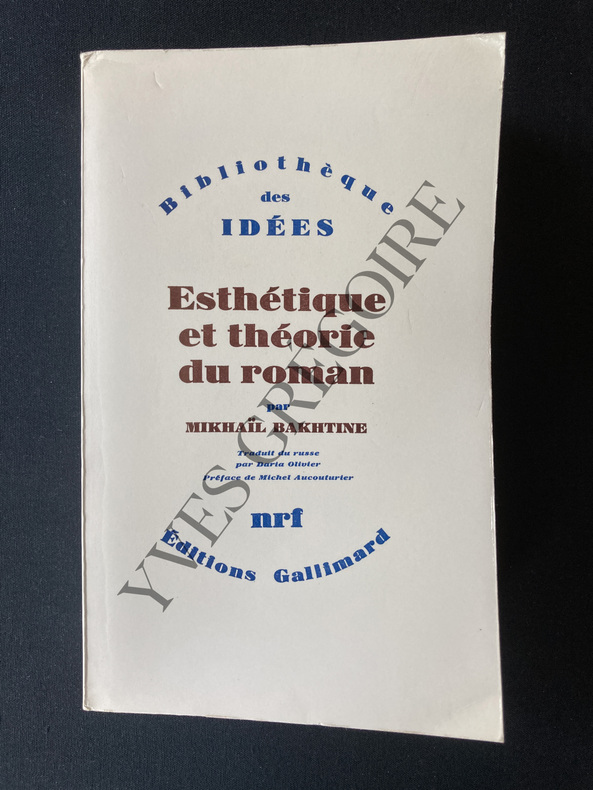 Bibliothèque
des
IDÉES
Esthétique
et théorie
du roman
par
MIKHAÏL BAKHTINE
Traduit du russe
par Daria Olivier
Préface de Michel Aucouturier
nrf
Éditions Gallimard
YVES GRÉGOIRE